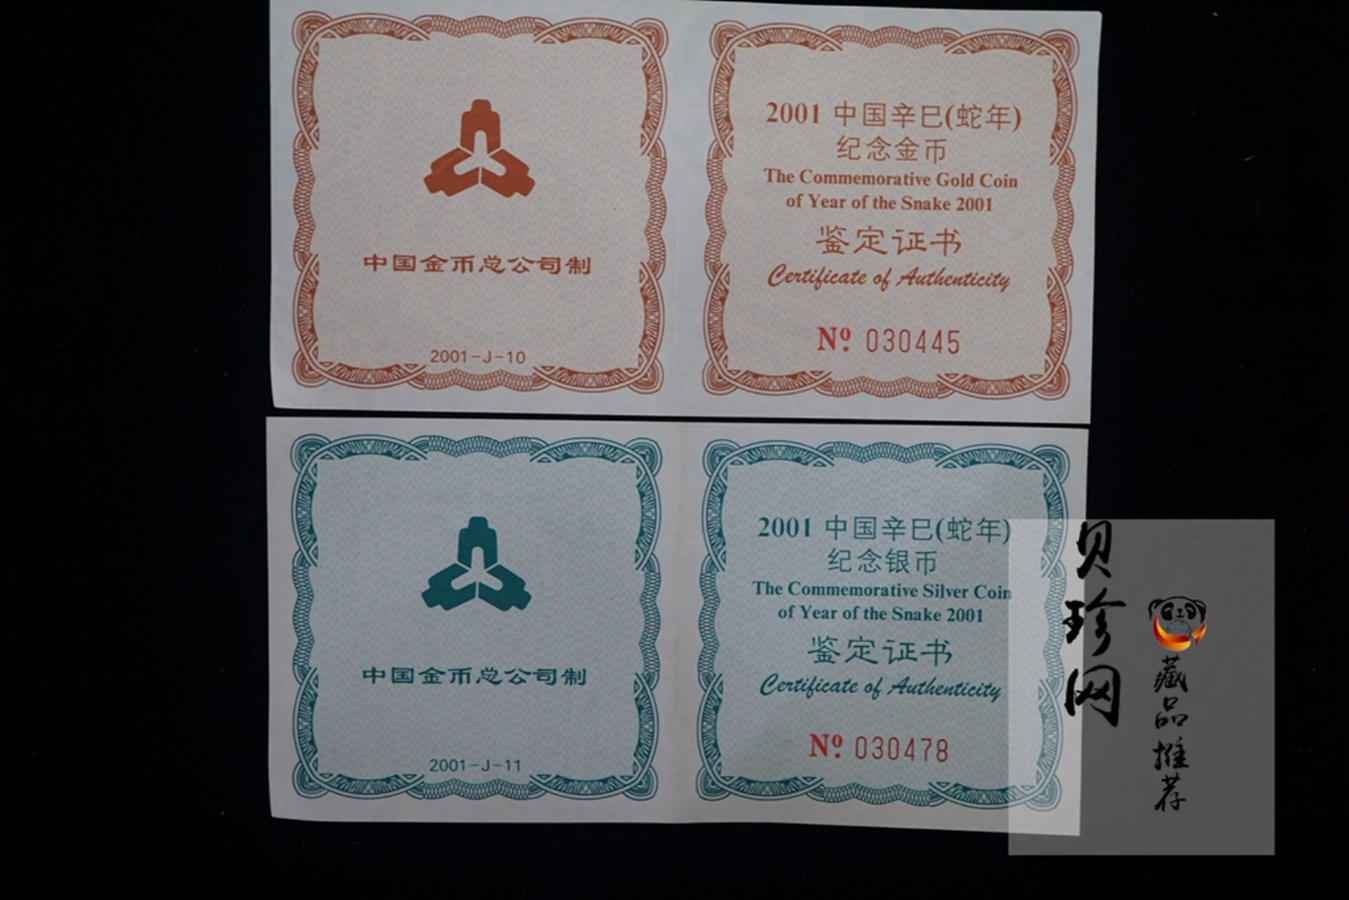 中国金币总公司制
2001-J-10
2001 中国辛巳(蛇年)
纪念金币
The Commemorative Gold Coin
of Year of the Snake 2001
鉴定证书
Certificate of Authenticity
Nº 030445
中国金币总公司制
2001-J-11
2001 中国辛巳(蛇年)
纪念银币
The Commemorative Silver Coin
of Year of the Snake 2001
鉴定证书
Certificate of Authenticity
Nº 030478
贝珍网
藏品推荐